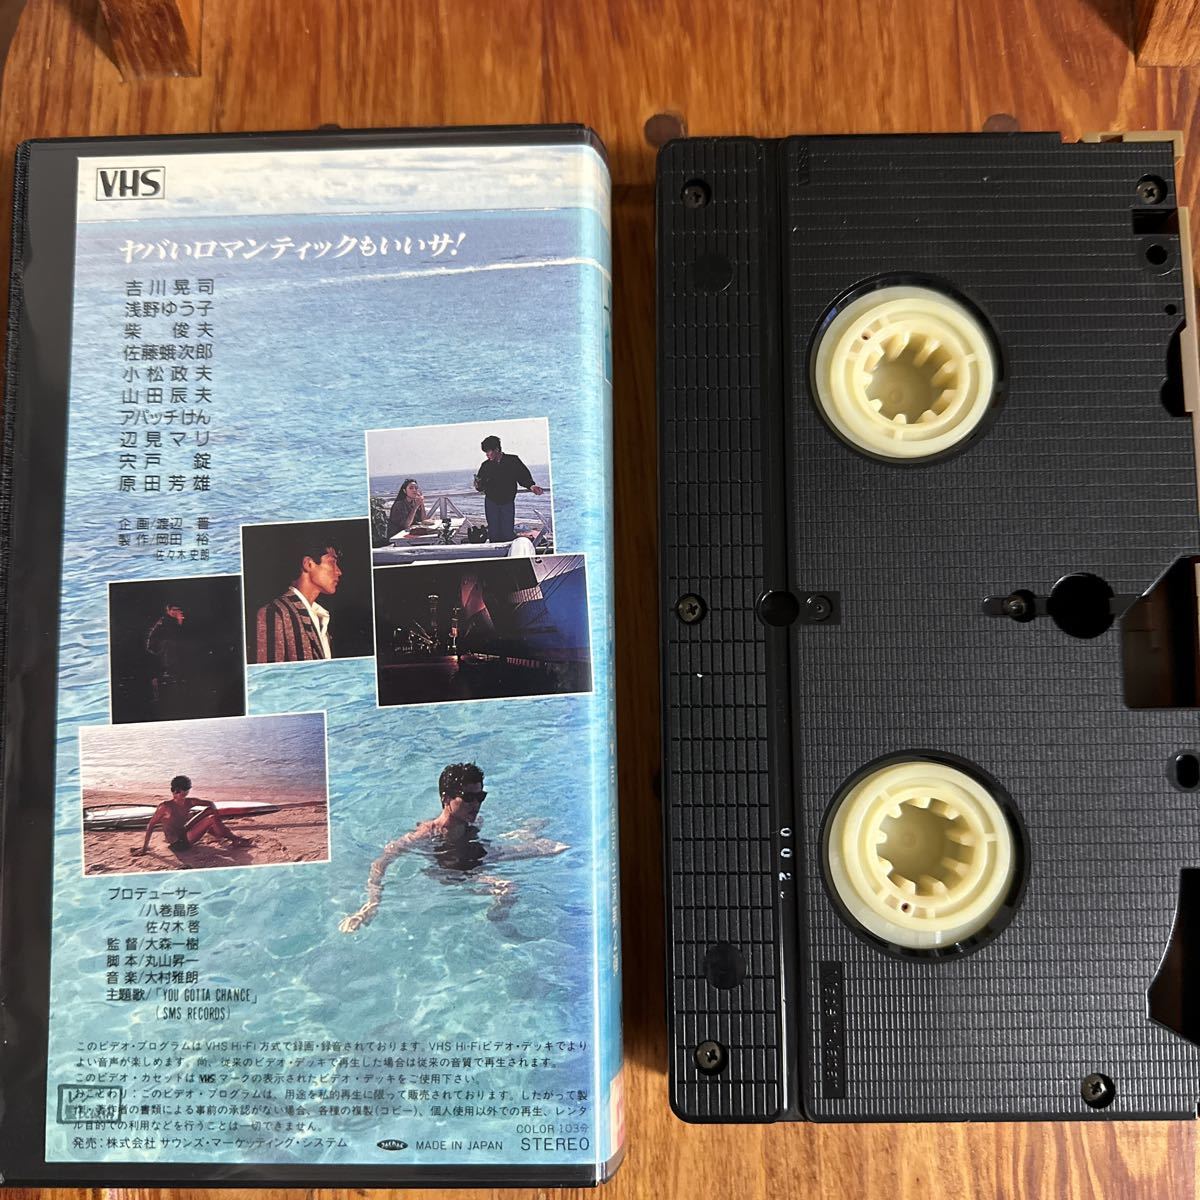 VHS
ヤバいロマンティックもいいサ!
吉川晃司
浅野ゆう子
柴俊夫
佐藤蛾次郎
小松政夫
山田辰夫
アパッチけん
辺見マリ
宍戸錠
原田芳雄
企画/渡辺晋
製作/岡田裕
佐々木史朗
プロデューサー
/八巻晶彦
佐々木啓
監督/大森一樹
脚本/丸山昇一
音楽/大村雅朗
主題歌/「YOU GOTTA CHANCE」
(SMS RECORDS)
このビデオ・プログラムは VHS Hi-Fi 方式で録画・録音されております。VHS Hi-Fiビデオ・デッキでより
よい音声が楽しめます。尚、従来のビデオ・デッキで再生した場合は従来の音質で再生されます。
このビデオ・カセットは VHS マークの表示されたビデオ・デッキをご使用下さい。
おことわり:このビデオ・プログラムは、用途を私的再生に限って販売されております。したがって製
作・著作者の書類による事前の承認がない場合、各種の複製(コピー)、個人使用以外での再生、レンタ
ル目的での利用などを行うことは一切できません。
COLOR 103分
発売:株式会社 サウンズ・マーケッティング・システム
MADE IN JAPAN
STEREO
002